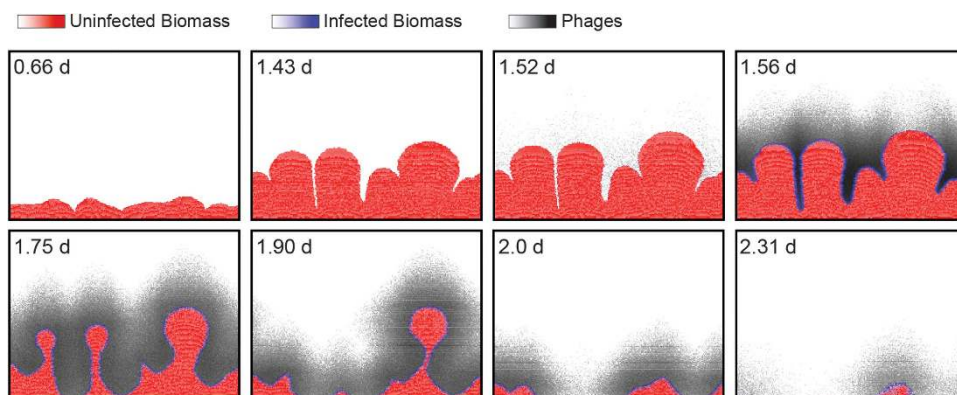 Uninfected Biomass Infected Biomass Phages
0.66 d 1.43 d 1.52 d 1.56 d
1.75 d 1.90 d 2.0 d 2.31 d